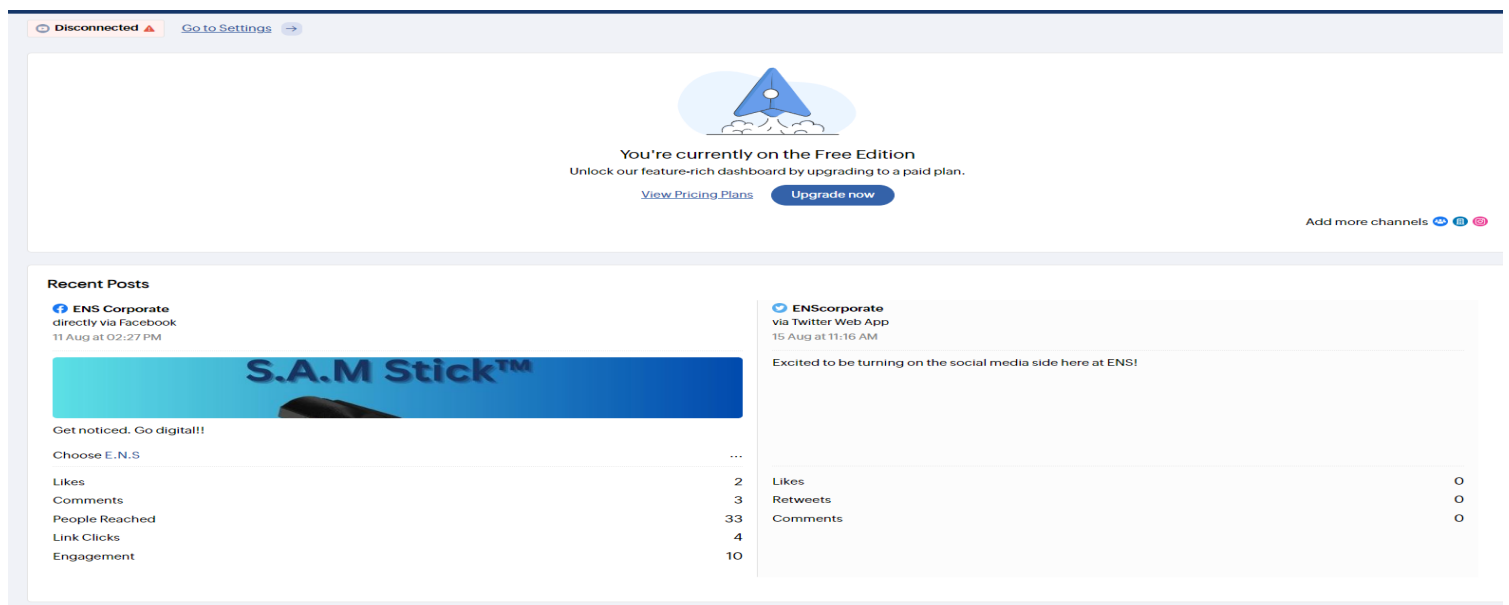 Disconnected Go to Settings
You're currently on the Free Edition
Unlock our feature-rich dashboard by upgrading to a paid plan.
View Pricing Plans Upgrade now
Add more channels
Recent Posts
ENS Corporate
directly via Facebook
11 Aug at 02:27 PM
S.A.M Stick™
Get noticed. Go digital!!
Choose E.N.S ...
Likes 2
Comments 3
People Reached 33
Link Clicks 4
Engagement 10
ENScorporate
via Twitter Web App
15 Aug at 11:16 AM
Excited to be turning on the social media side here at ENS!
Likes 0
Retweets 0
Comments 0